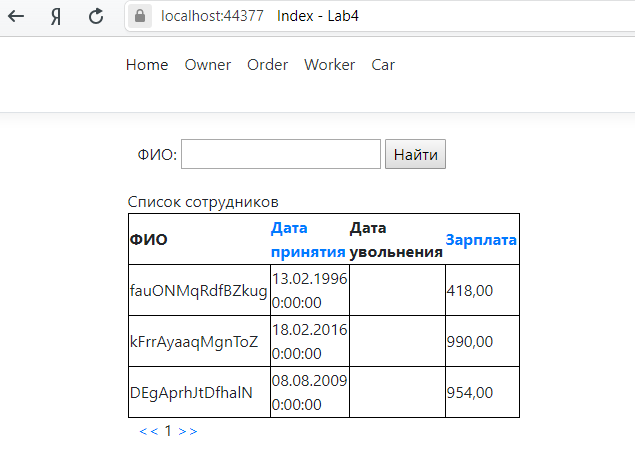 Я localhost:44377 Index - Lab4
Home Owner Order Worker Car
ФИО: Найти
Список сотрудников
ФИО Дата принятия Дата увольнения Зарплата
fauONMqRdfBZkug 13.02.1996 0:00:00 418,00
kFrrAyaaqMgnToZ 18.02.2016 0:00:00 990,00
DEgAprhJtDfhalN 08.08.2009 0:00:00 954,00
<< 1 >>